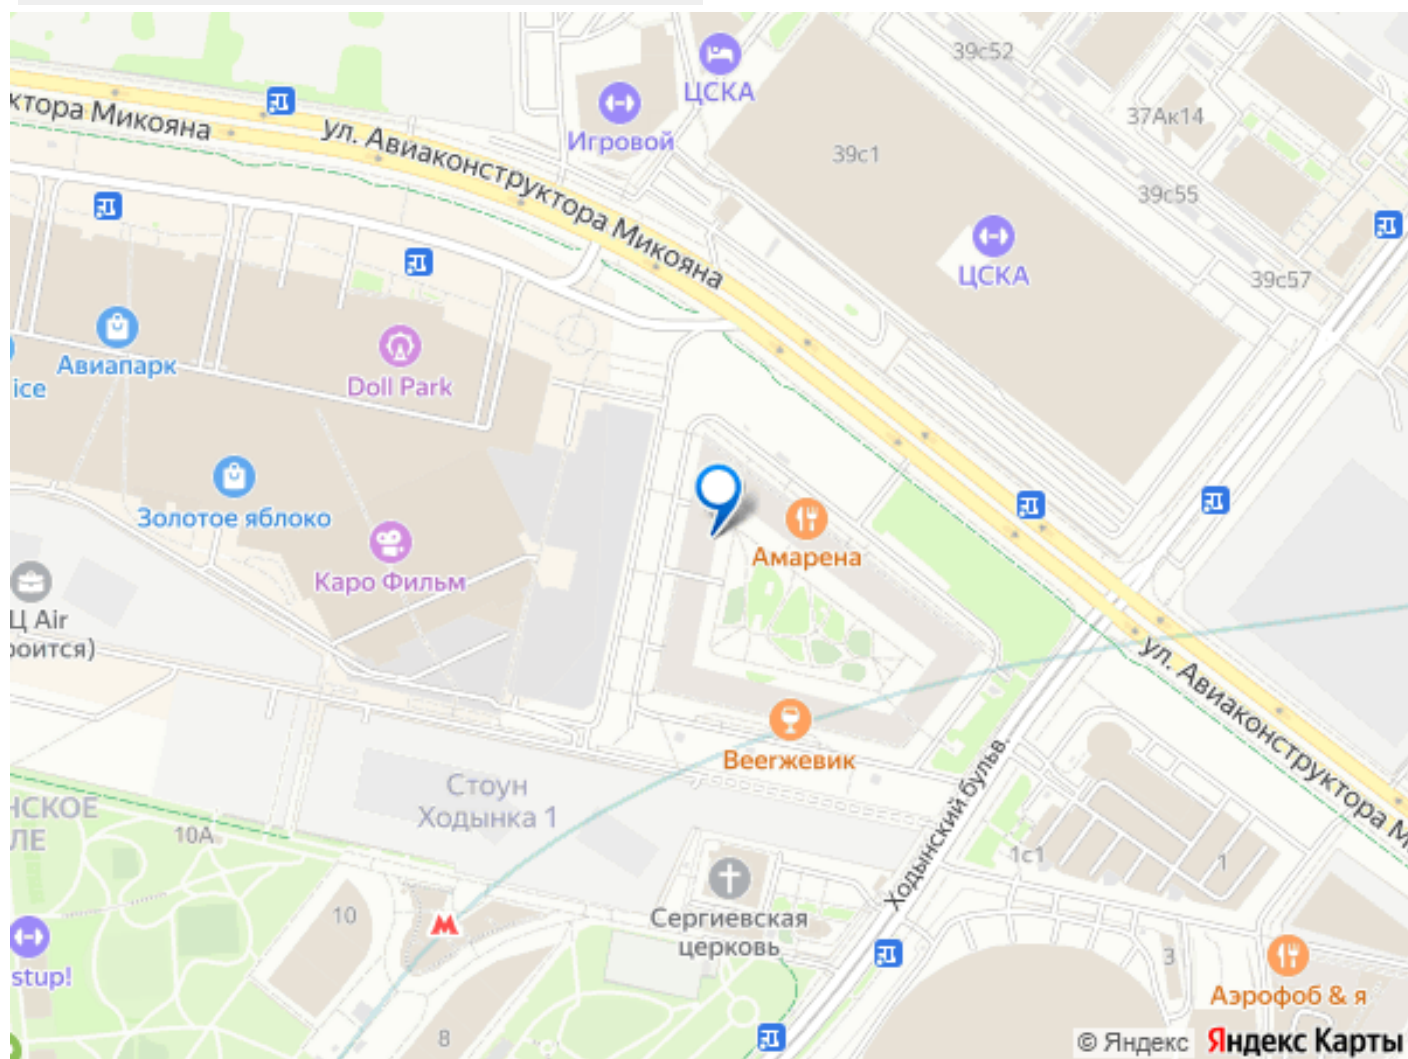 39с52
ЦСКА
37Ак14
ктора Микояна
ул. Авиаконструктора Микояна
Игровой
39с1
39с55
ЦСКА
39с57
Авиапарк
ice
Doll Park
Золотое яблоко
Амарена
Каро Фильм
Ц Air
роится)
ул. Авиаконструктора М
Веегжевик
Стоун
Ходынка 1
НСКОЕ
ЛЕ
10А
Ходынский бульв.
1с1
1
10
Сергиевская
церковь
stup!
3
Аэрофоб & я
8
© Яндекс Яндекс Карты